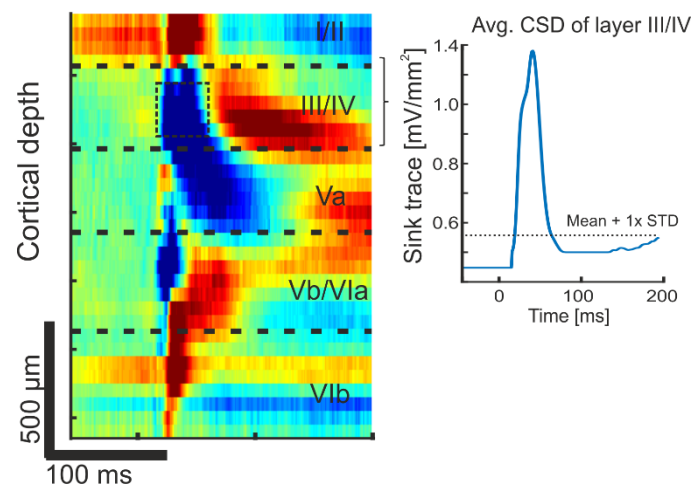 Cortical depth
I/II
III/IV
Va
Vb/VIa
VIb
500 µm
100 ms
Avg. CSD of layer III/IV
Sink trace [mV/mm²]
1.4
1.0
0.8
0.6
Mean + 1x STD
0
100
200
Time [ms]